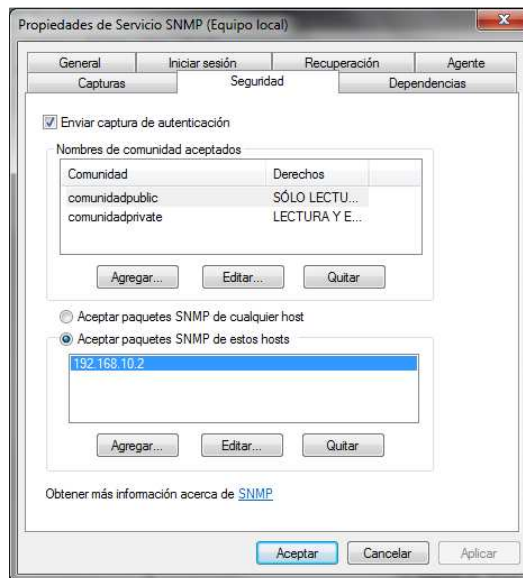 Propiedades de Servicio SNMP (Equipo local)
General Iniciar sesión Recuperación Agente
Capturas Seguridad Dependencias
Enviar captura de autenticación
Nombres de comunidad aceptados
Comunidad Derechos
comunidadpublic SÓLO LECTU...
comunidadprivate LECTURA Y E...
Agregar... Editar... Quitar
Aceptar paquetes SNMP de cualquier host
Aceptar paquetes SNMP de estos hosts
192.168.10.2
Agregar... Editar... Quitar
Obtener más información acerca de SNMP
Aceptar Cancelar Aplicar